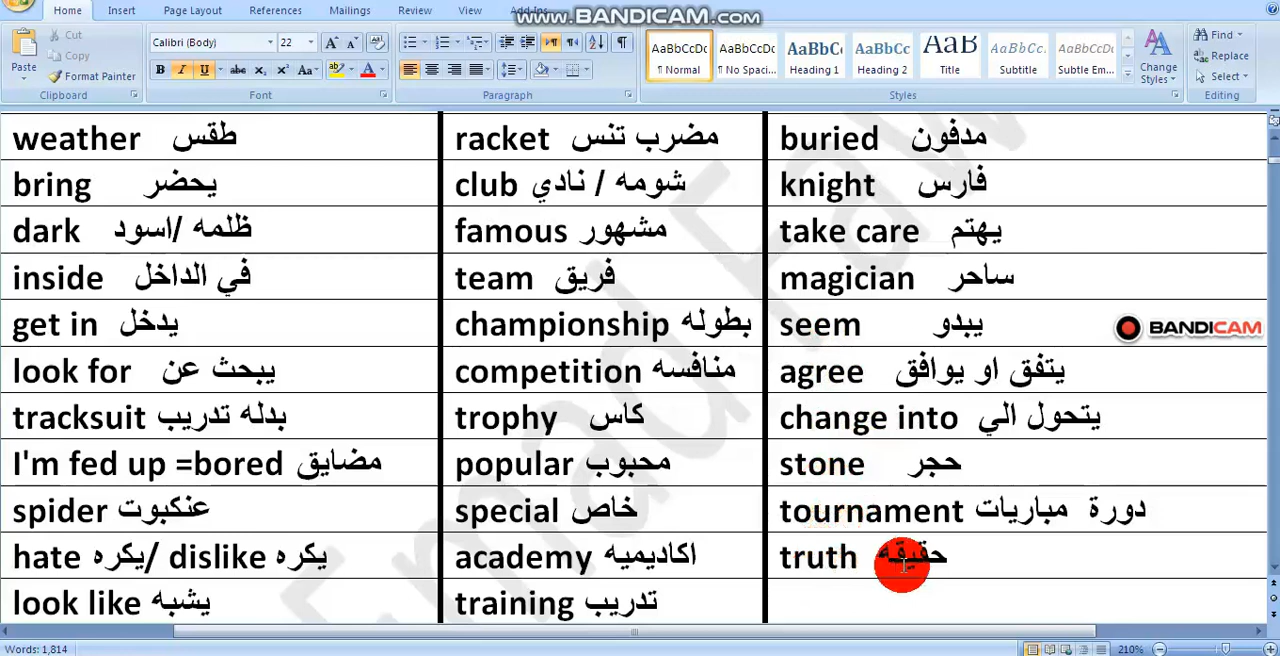 www.BANDICAM.com
Home Insert Page Layout References Mailings Review View Add-Ins
Cut
Copy
Paste
Format Painter
Calibri (Body) 22
AaBbCcDc AaBbCcDc AaBbC AaBbCc AaB AaBbCcL AaBbCcDc
¶ Normal ¶ No Spaci... Heading 1 Heading 2 Title Subtitle Subtle Em...
Change Styles
Find
Replace
Select
Clipboard Font Paragraph Styles Editing
weather طقس
bring يحضر
dark ظلمه /اسود
inside في الداخل
get in يدخل
look for يبحث عن
tracksuit بدله تدريب
I'm fed up =bored مضايق
spider عنكبوت
hate يكره/ dislike يكره
look like يشبه
racket مضرب تنس
club شومه / نادي
famous مشهور
team فريق
championship بطوله
competition منافسه
trophy كاس
popular محبوب
special خاص
academy اكاديميه
training تدريب
buried مدفون
knight فارس
take care يهتم
magician ساحر
seem يبدو
agree يتفق او يوافق
change into يتحول الي
stone حجر
tournament دورة مباريات
truth حقيقه
BANDICAM
Emad Faw
Words: 1,814
210%